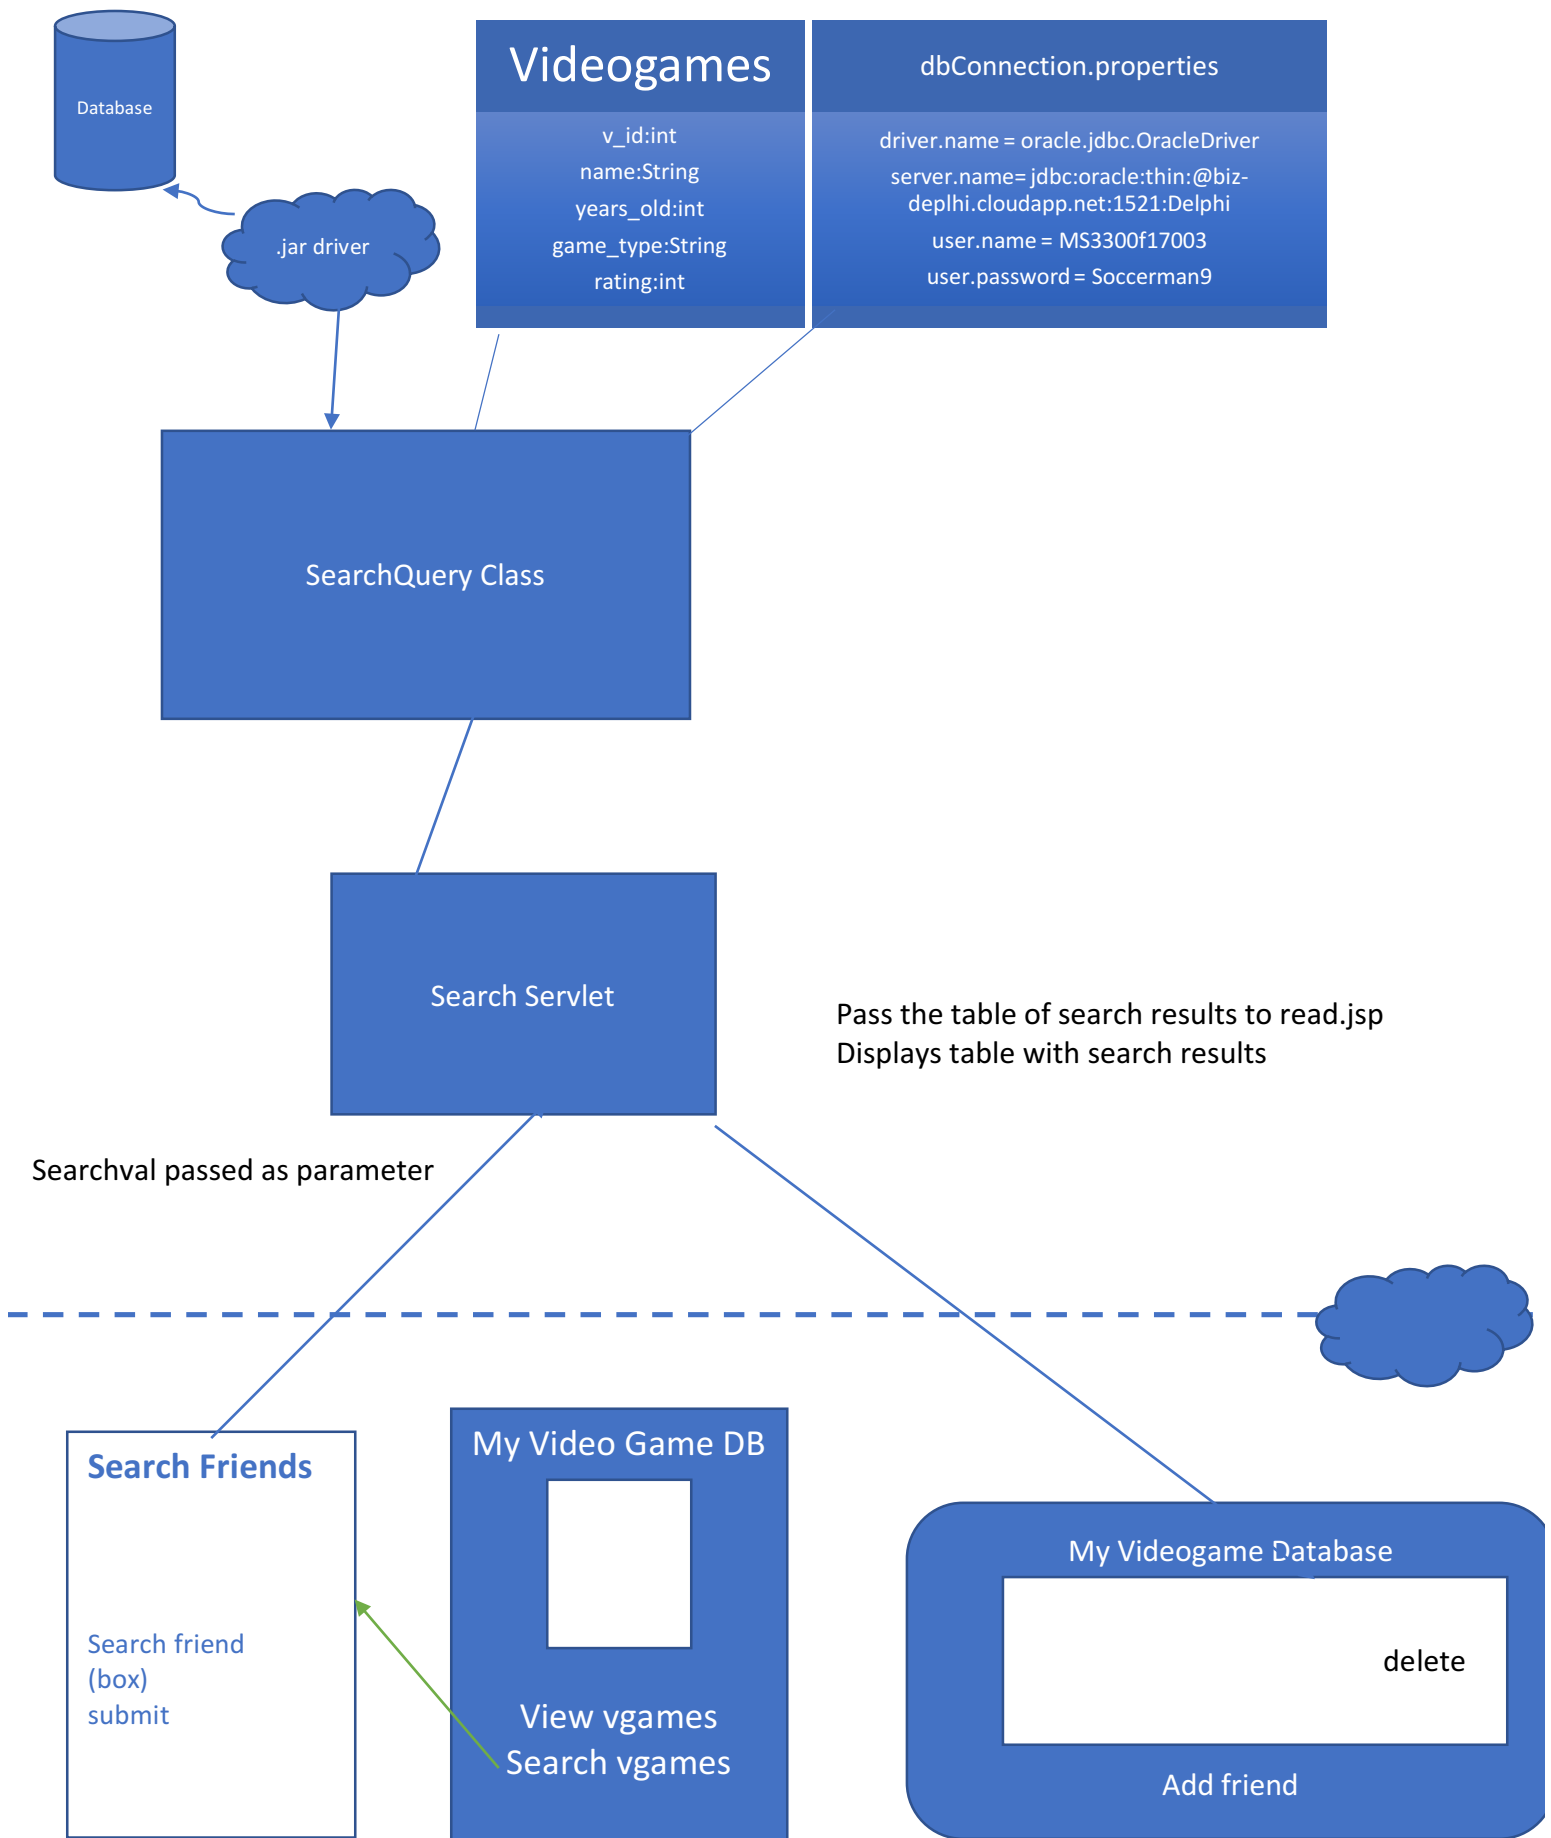 Database
.jar driver
Videogames
v_id:int
name:String
years_old:int
game_type:String
rating:int
dbConnection.properties
driver.name = oracle.jdbc.OracleDriver
server.name= jdbc:oracle:thin:@biz-
deplhi.cloudapp.net:1521:Delphi
user.name = MS3300f17003
user.password = Soccerman9
SearchQuery Class
Search Servlet
Pass the table of search results to read.jsp
Displays table with search results
Searchval passed as parameter
Search Friends
Search friend
(box)
submit
My Video Game DB
View vgames
Search vgames
My Videogame Database
delete
Add friend